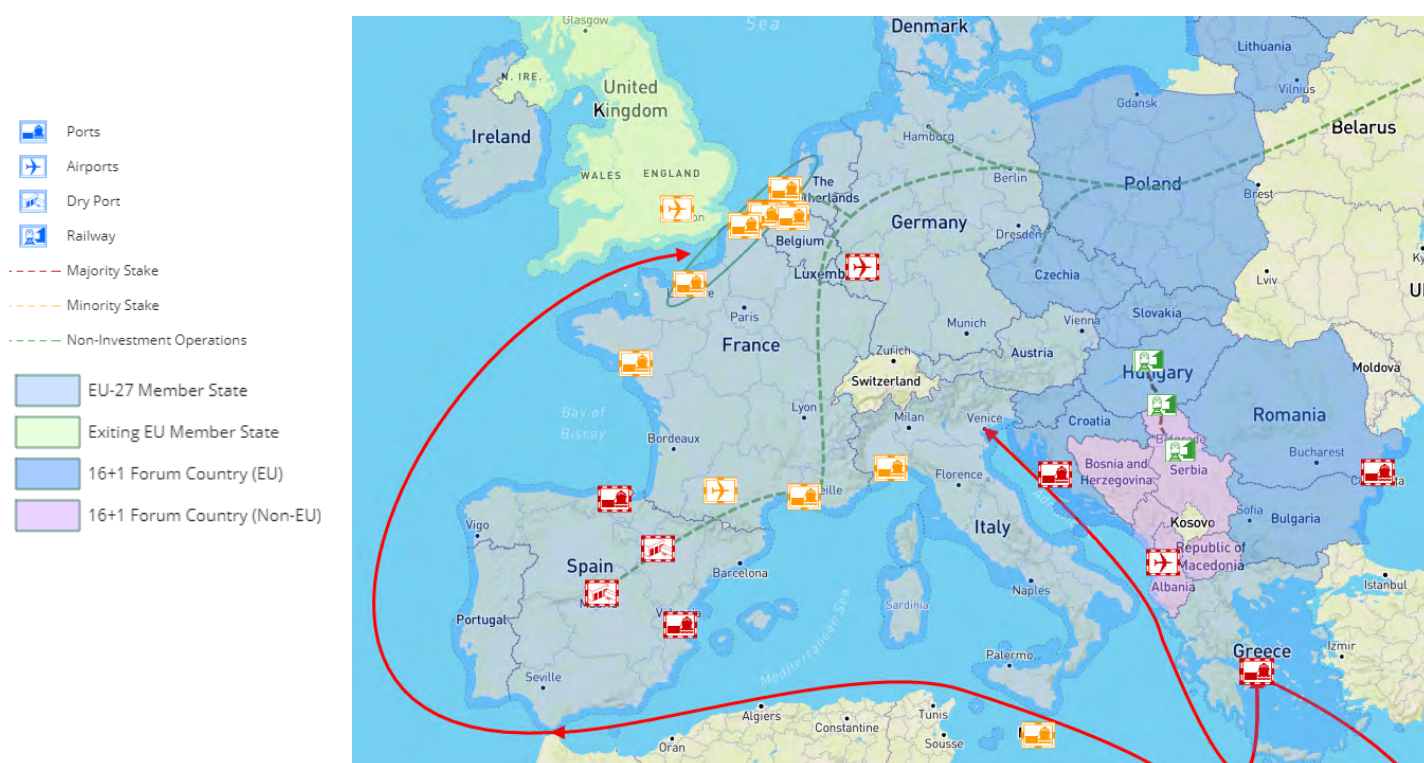 Ports
Airports
Dry Port
Railway
Majority Stake
Minority Stake
Non-Investment Operations
EU-27 Member State
Exiting EU Member State
16+1 Forum Country (EU)
16+1 Forum Country (Non-EU)
Glasgow
Sea
Denmark
Lithuania
Vilnius
N. IRE.
United
Kingdom
Ireland
Gdansk
Hamburg
Belarus
WALES
ENGLAND
The
Berlin
Poland
Brest
Germany
Belgium
Dresden
Czechia
Lviv
Paris
France
Munich
Vienna
Slovakia
Zurich
Austria
Switzerland
Hungary
Moldova
Lyon
Milan
Venice
Croatia
Romania
Bay of
Biscay
Bordeaux
Bucharest
Florence
Bosnia and
Herzegovina
Serbia
Vigo
Italy
Kosovo
Sofia
Bulgaria
Spain
Barcelona
Republic of
Macedonia
Albania
Istanbul
Naples
Sardinia
Portugal
Mediterranean Sea
Palermo
Greece
Izmir
Seville
Algiers
Constantine
Tunis
Oran
Sousse